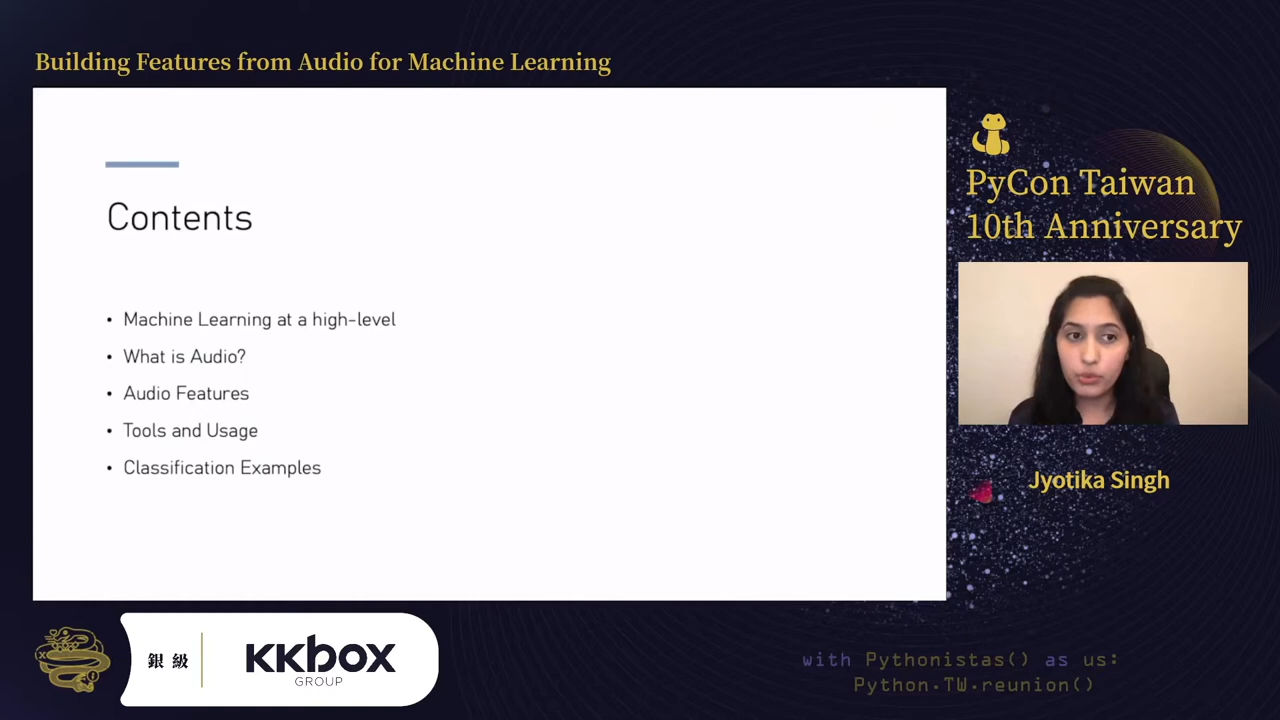 Building Features from Audio for Machine Learning
Contents
• Machine Learning at a high-level
• What is Audio?
• Audio Features
• Tools and Usage
• Classification Examples
PyCon Taiwan
10th Anniversary
Jyotika Singh
銀級
KKBOX
GROUP
with Pythonistas() as us:
Python.TW.reunion()